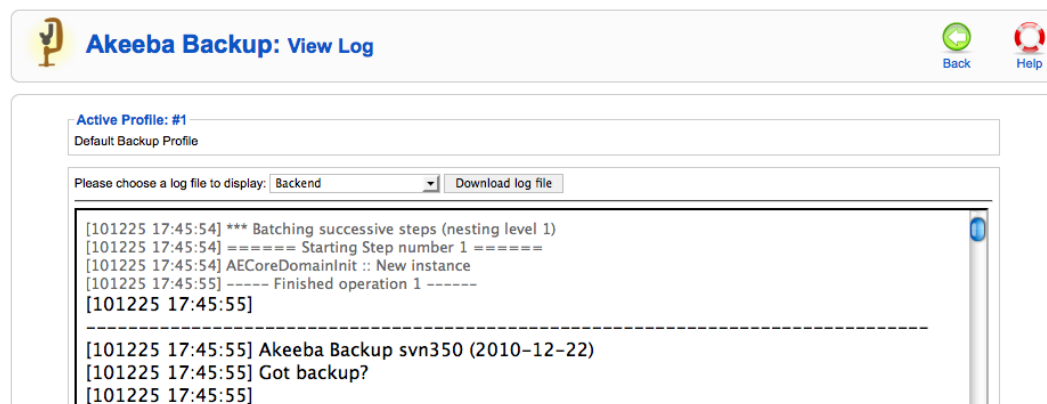 Akeeba Backup: View Log
Back
Help
Active Profile: #1
Default Backup Profile
Please choose a log file to display: Backend Download log file
[101225 17:45:54] *** Batching successive steps (nesting level 1)
[101225 17:45:54] ====== Starting Step number 1 ======
[101225 17:45:54] AECoreDomainInit :: New instance
[101225 17:45:55] ----- Finished operation 1 ------
[101225 17:45:55]
--------------------------------------------------------------------------------
[101225 17:45:55] Akeeba Backup svn350 (2010-12-22)
[101225 17:45:55] Got backup?
[101225 17:45:55]